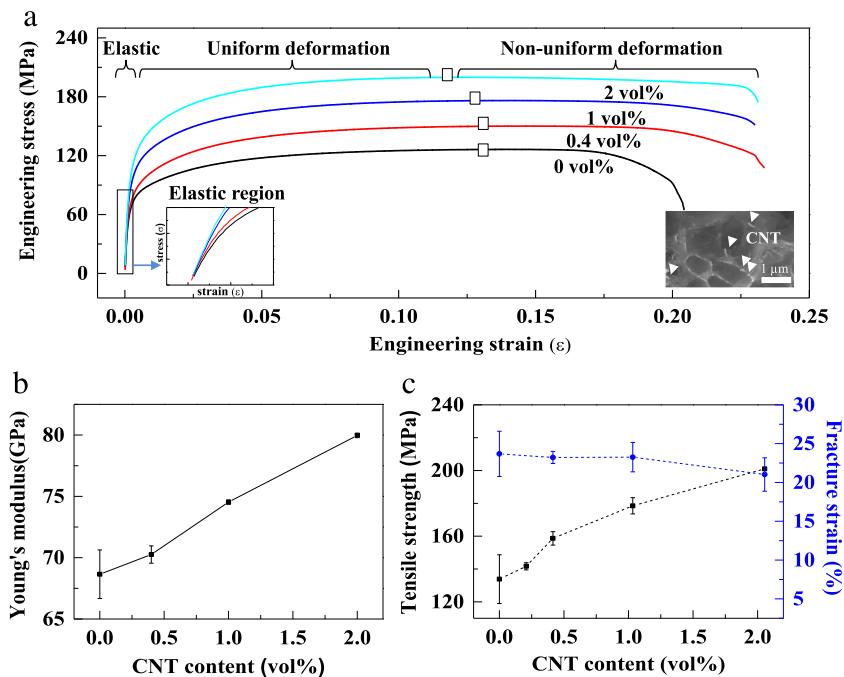 a
Engineering stress (MPa)
240
180
120
60
0
Elastic
Uniform deformation
Non-uniform deformation
2 vol%
1 vol%
0.4 vol%
0 vol%
Elastic region
stress (σ)
strain (ε)
CNT
1 µm
0.00
0.05
0.10
0.15
0.20
0.25
Engineering strain (ε)
b
Young's modulus(GPa)
80
75
70
65
0.0
0.5
1.0
1.5
2.0
CNT content (vol%)
c
Tensile strength (MPa)
240
200
160
120
0.0
0.5
1.0
1.5
2.0
CNT content (vol%)
30
25
20
15
10
5
Fracture strain (%)